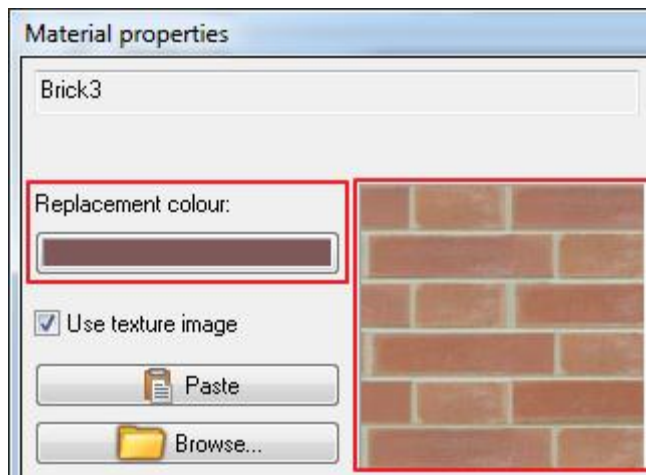 Material properties
Brick3
Replacement colour:
Use texture image
Paste
Browse...